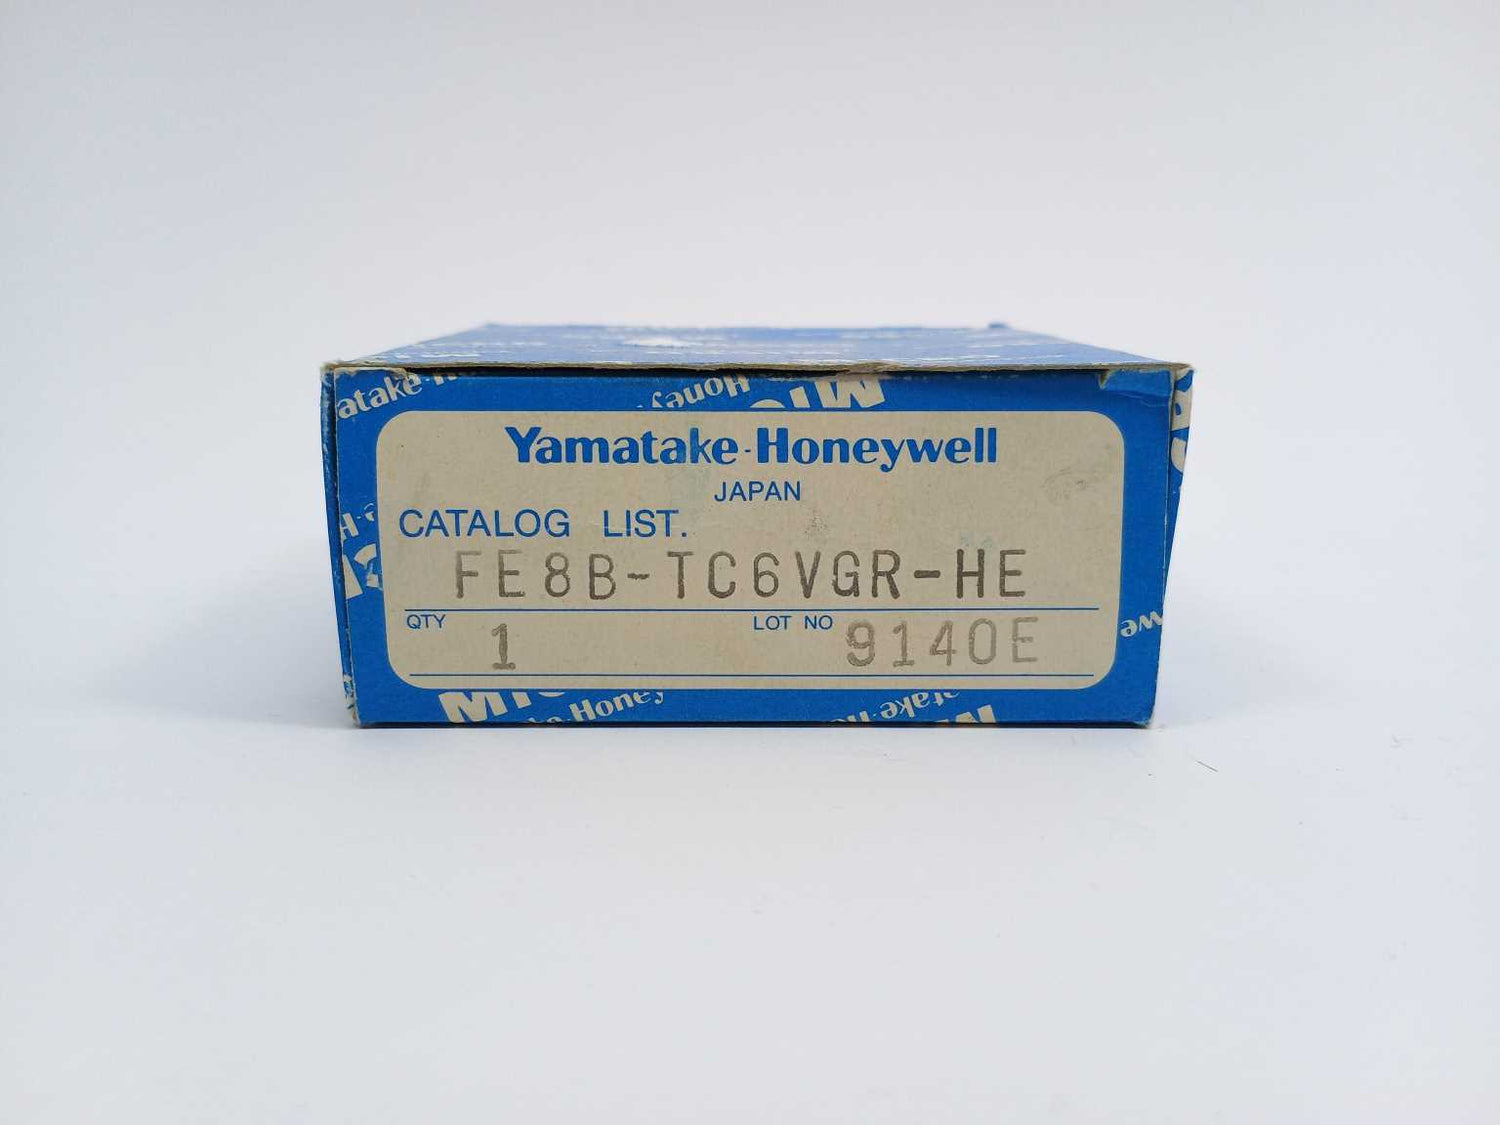 Yamatake-Honeywell
JAPAN
CATALOG LIST.
FE8B-TC6VGR-HE
QTY 1 LOT NO 9140E